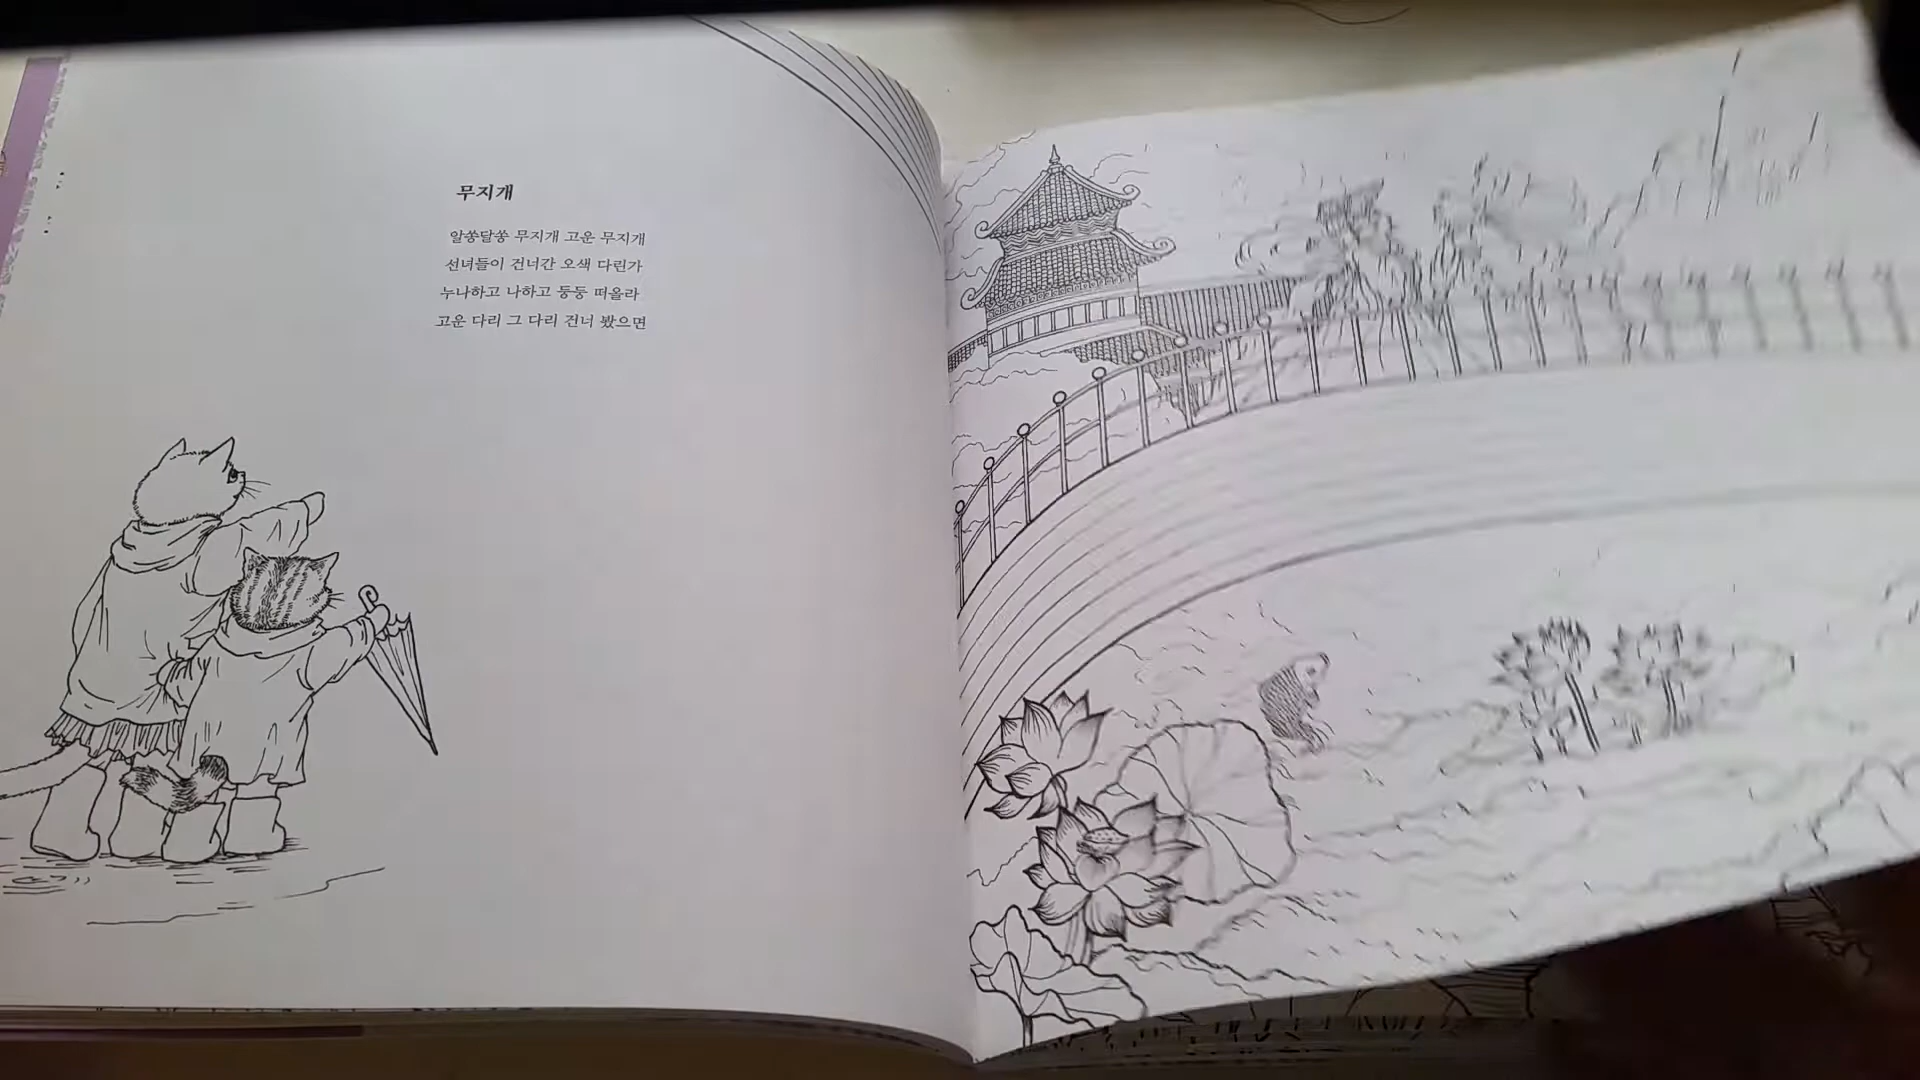 무지개
알쏭달쏭 무지개 고운 무지개
선녀들이 건너간 오색 다린가
누나하고 나하고 둥둥 떠올라
고운 다리 그 다리 건너 봤으면